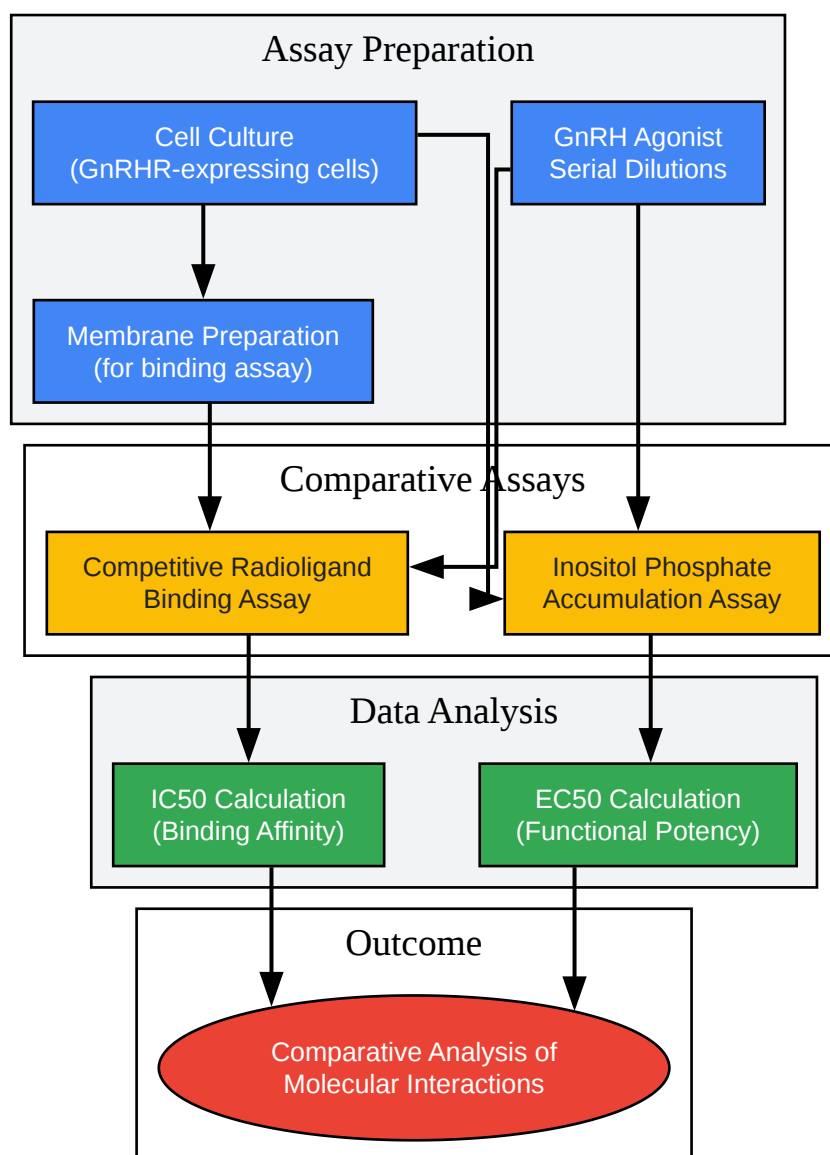 Assay Preparation
Cell Culture
(GnRHR-expressing cells)
GnRH Agonist
Serial Dilutions
Membrane Preparation
(for binding assay)
Comparative Assays
Competitive Radioligand
Binding Assay
Inositol Phosphate
Accumulation Assay
Data Analysis
IC50 Calculation
(Binding Affinity)
EC50 Calculation
(Functional Potency)
Outcome
Comparative Analysis of
Molecular Interactions